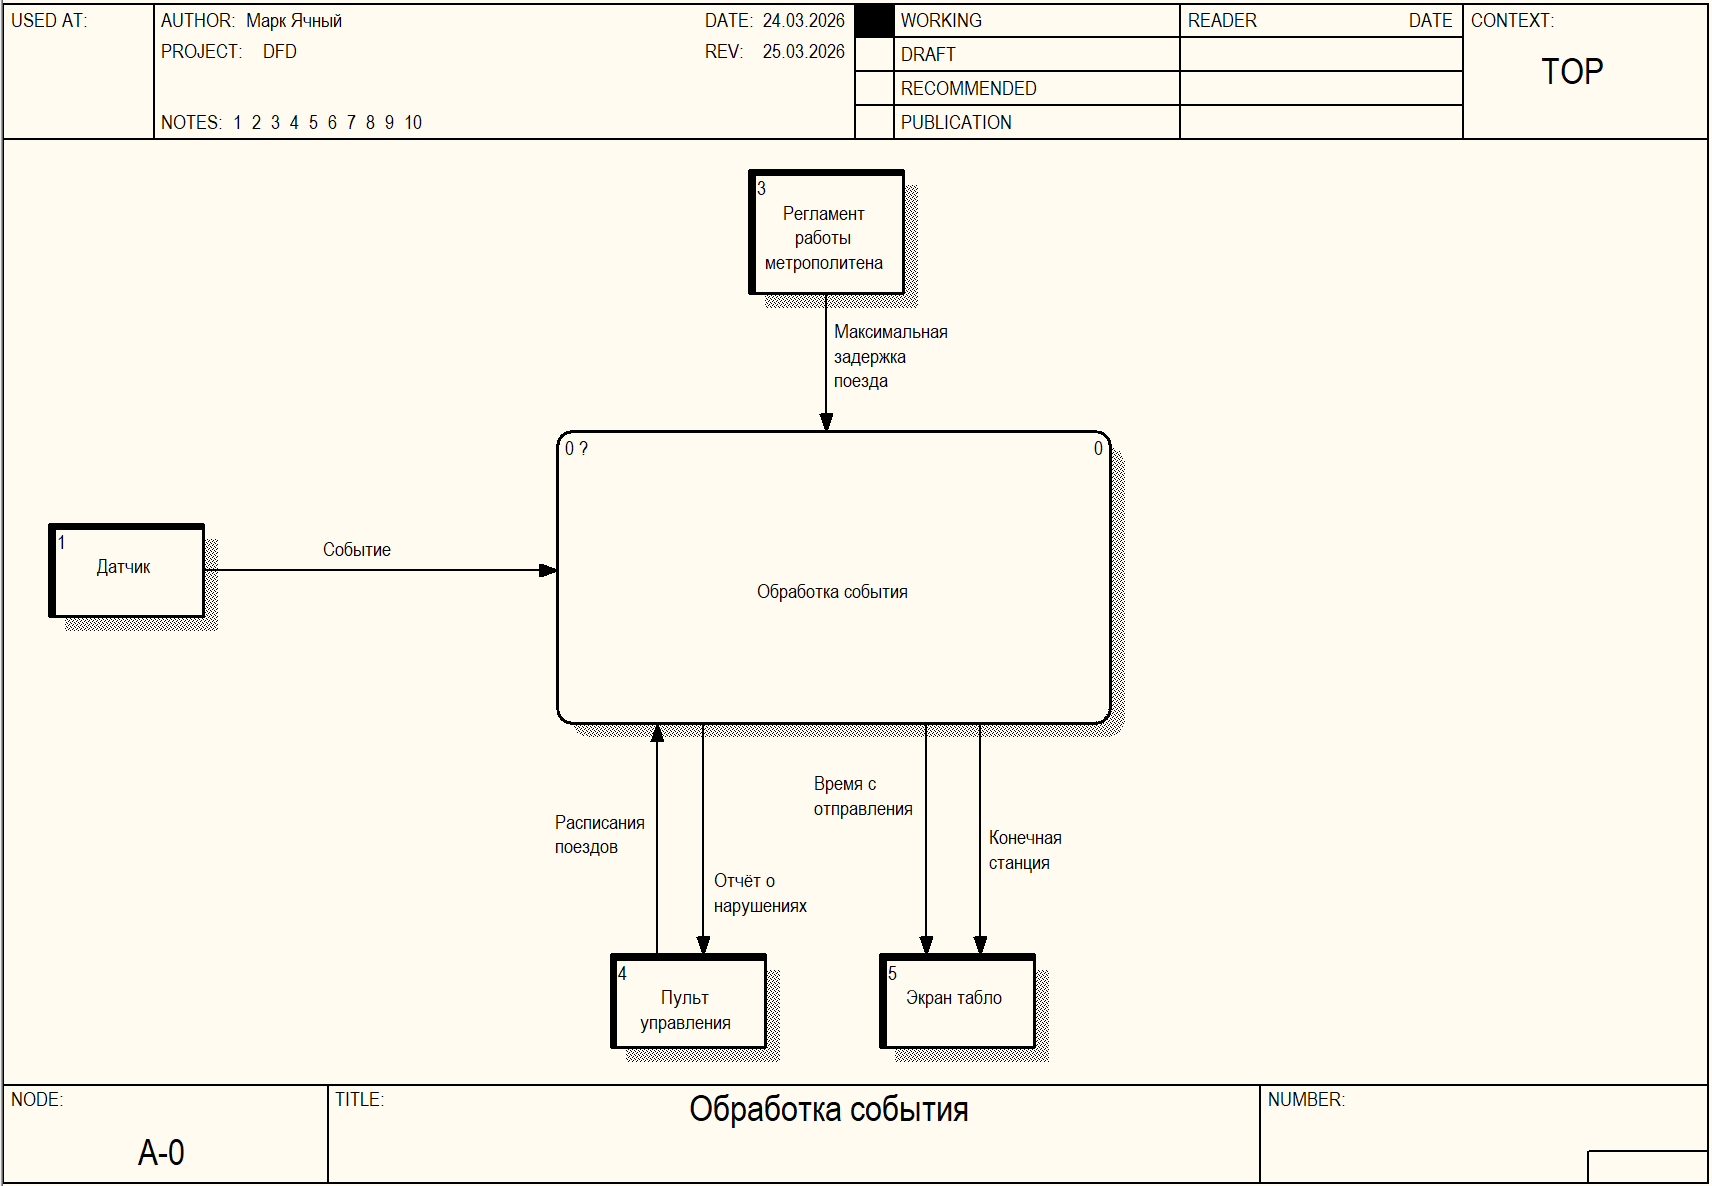 USED AT:
AUTHOR: Марк Ячный
DATE: 24.03.2026
PROJECT: DFD
REV: 25.03.2026
NOTES: 1 2 3 4 5 6 7 8 9 10
WORKING
DRAFT
RECOMMENDED
PUBLICATION
READER DATE
CONTEXT:
TOP
3
Регламент
работы
метрополитена
Максимальная
задержка
поезда
0 ?
0
Обработка события
1
Датчик
Событие
Расписания
поездов
Отчёт о
нарушениях
Время с
отправления
Конечная
станция
4
Пульт
управления
5
Экран табло
NODE:
A-0
TITLE:
Обработка события
NUMBER: